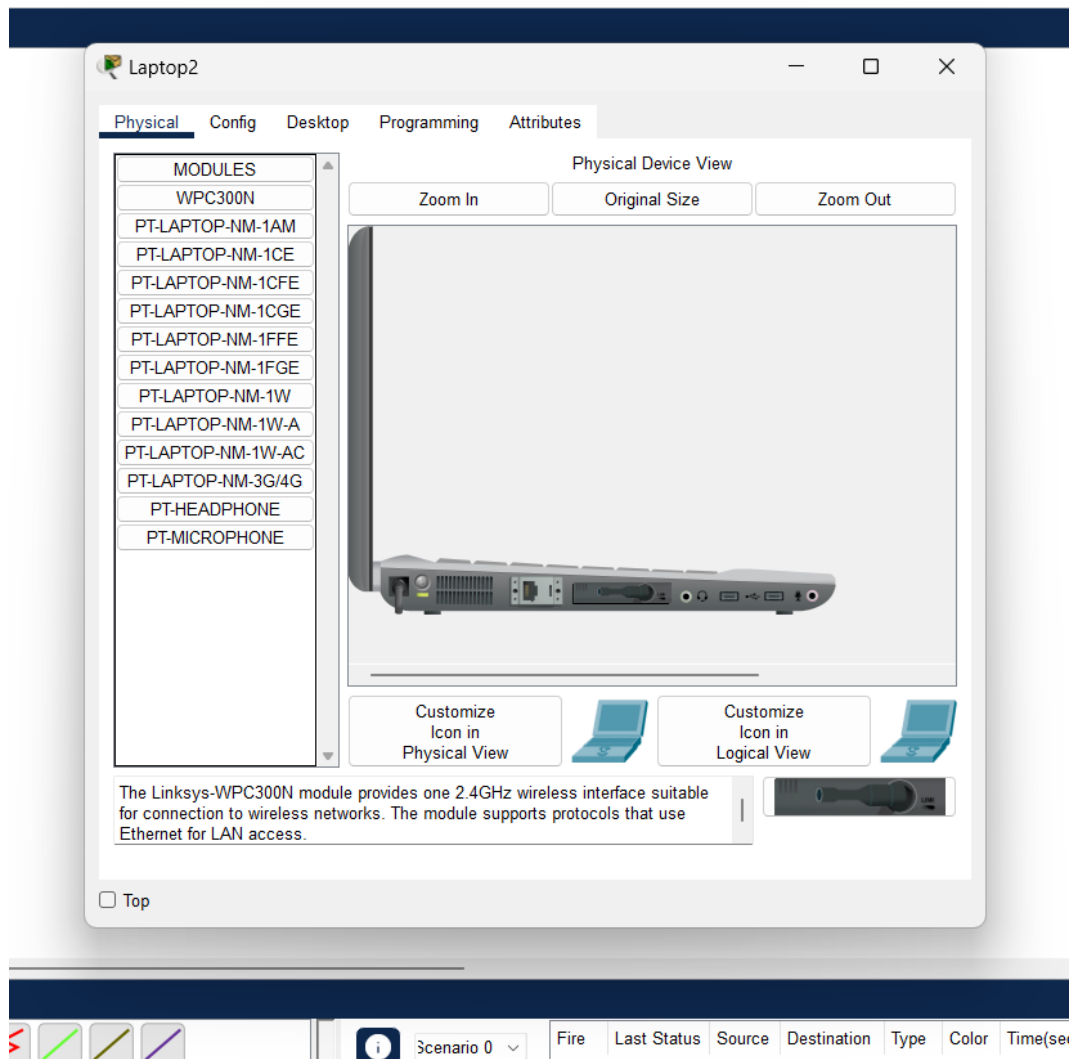 Laptop2
Physical Config Desktop Programming Attributes
MODULES
WPC300N
PT-LAPTOP-NM-1AM
PT-LAPTOP-NM-1CE
PT-LAPTOP-NM-1CFE
PT-LAPTOP-NM-1CGE
PT-LAPTOP-NM-1FFE
PT-LAPTOP-NM-1FGE
PT-LAPTOP-NM-1W
PT-LAPTOP-NM-1W-A
PT-LAPTOP-NM-1W-AC
PT-LAPTOP-NM-3G/4G
PT-HEADPHONE
PT-MICROPHONE
Physical Device View
Zoom In Original Size Zoom Out
Customize
Icon in
Physical View
Customize
Icon in
Logical View
The Linksys-WPC300N module provides one 2.4GHz wireless interface suitable
for connection to wireless networks. The module supports protocols that use
Ethernet for LAN access.
LINK
Top
Scenario 0
Fire Last Status Source Destination Type Color Time(sec